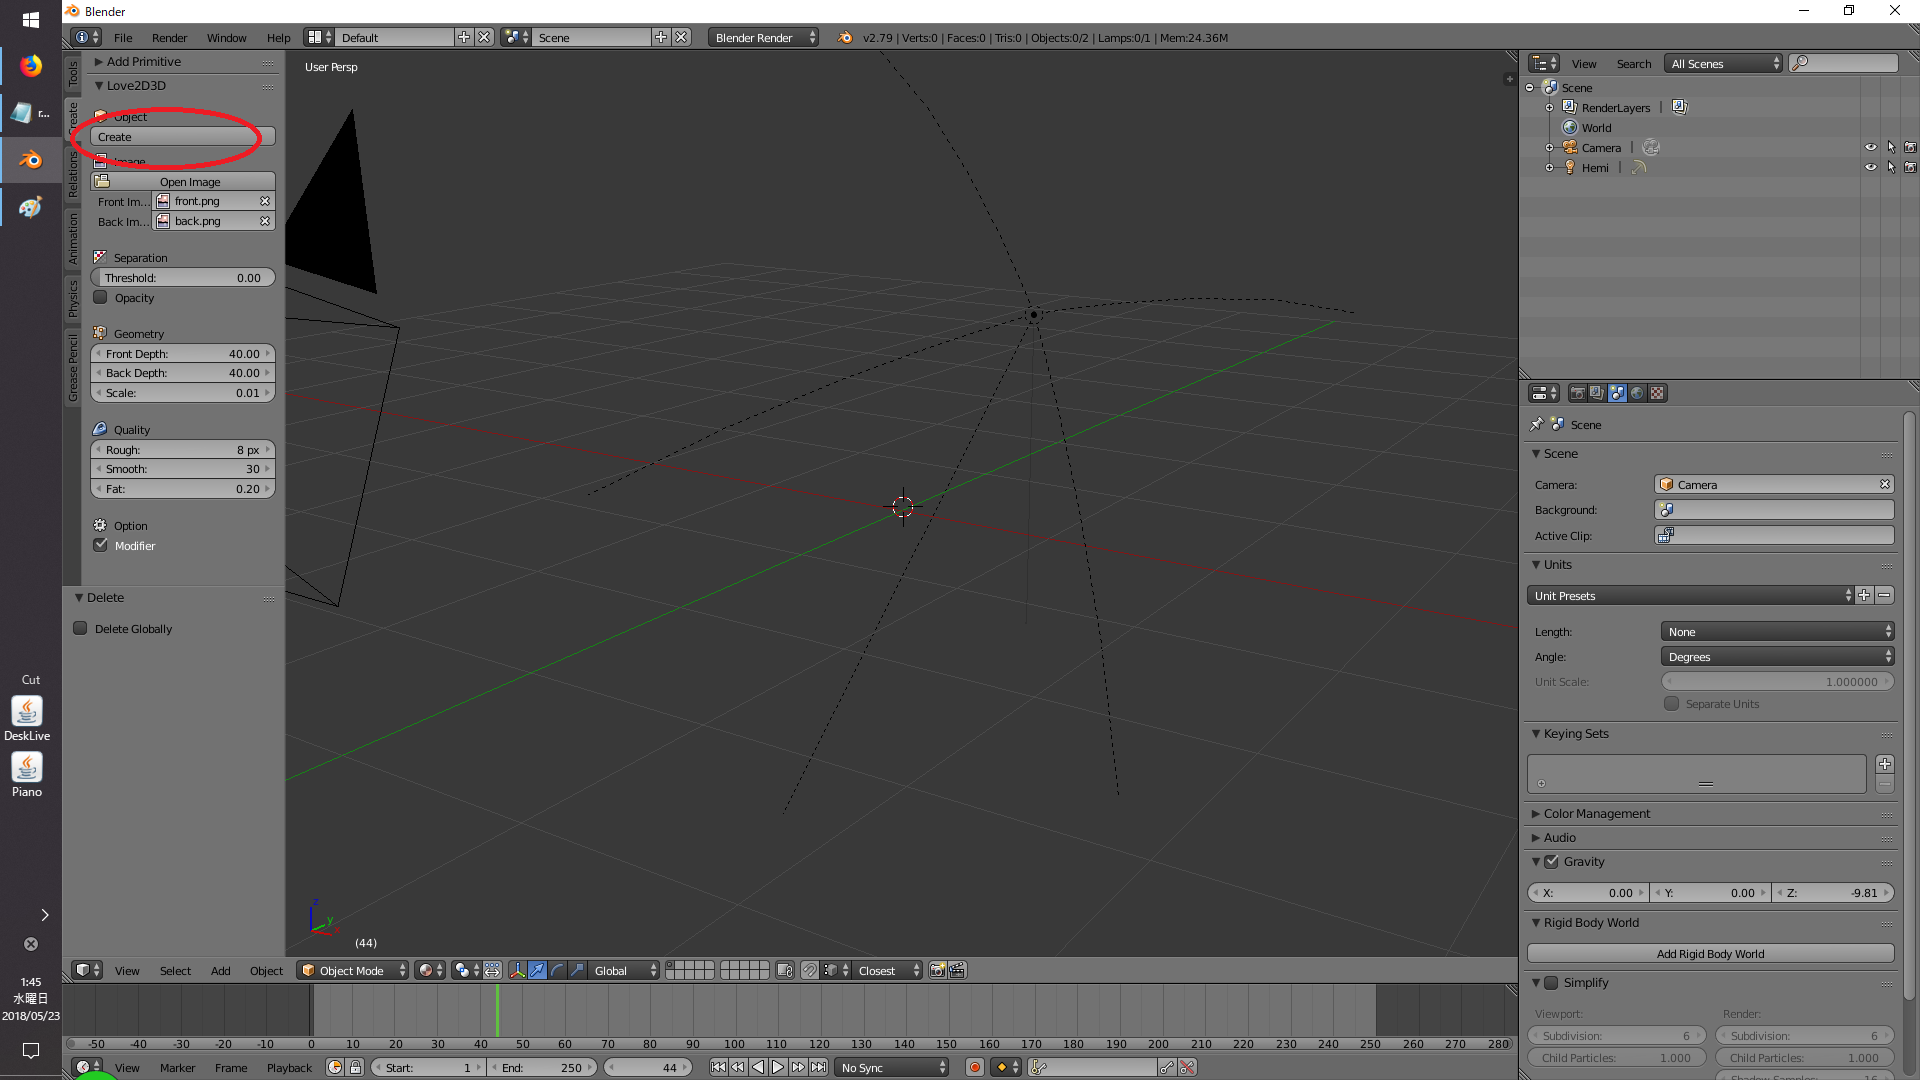 Blender
File Render Window Help Default Scene Blender Render v2.79 | Verts:0 | Faces:0 | Tris:0 | Objects:0/2 | Lamps:0/1 | Mem:24.36M
Tools
Create
Relations
Animation
Physics
Grease Pencil
Add Primitive
Love2D3D
Object
Create
Image
Open Image
Front Im... front.png
Back Im... back.png
Separation
Threshold: 0.00
Opacity
Geometry
Front Depth: 40.00
Back Depth: 40.00
Scale: 0.01
Quality
Rough: 8 px
Smooth: 30
Fat: 0.20
Option
Modifier
Delete
Delete Globally
User Persp
z
y
x
(44)
View Select Add Object Object Mode Global Closest
-50 -40 -30 -20 -10 0 10 20 30 40 50 60 70 80 90 100 110 120 130 140 150 160 170 180 190 200 210 220 230 240 250 260 270 280
View Marker Frame Playback Start: 1 End: 250 44 No Sync
View Search All Scenes
Scene
RenderLayers
World
Camera
Hemi
Scene
Scene
Camera: Camera
Background:
Active Clip:
Units
Unit Presets
Length: None
Angle: Degrees
Unit Scale: 1.000000
Separate Units
Keying Sets
Color Management
Audio
Gravity
X: 0.00 Y: 0.00 Z: -9.81
Rigid Body World
Add Rigid Body World
Simplify
Viewport: Render:
Subdivision: 6 Subdivision: 6
Child Particles: 1.000 Child Particles: 1.000
Shadow Samples: 16
r...
Cut
DeskLive
Piano
1:45
水曜日
2018/05/23